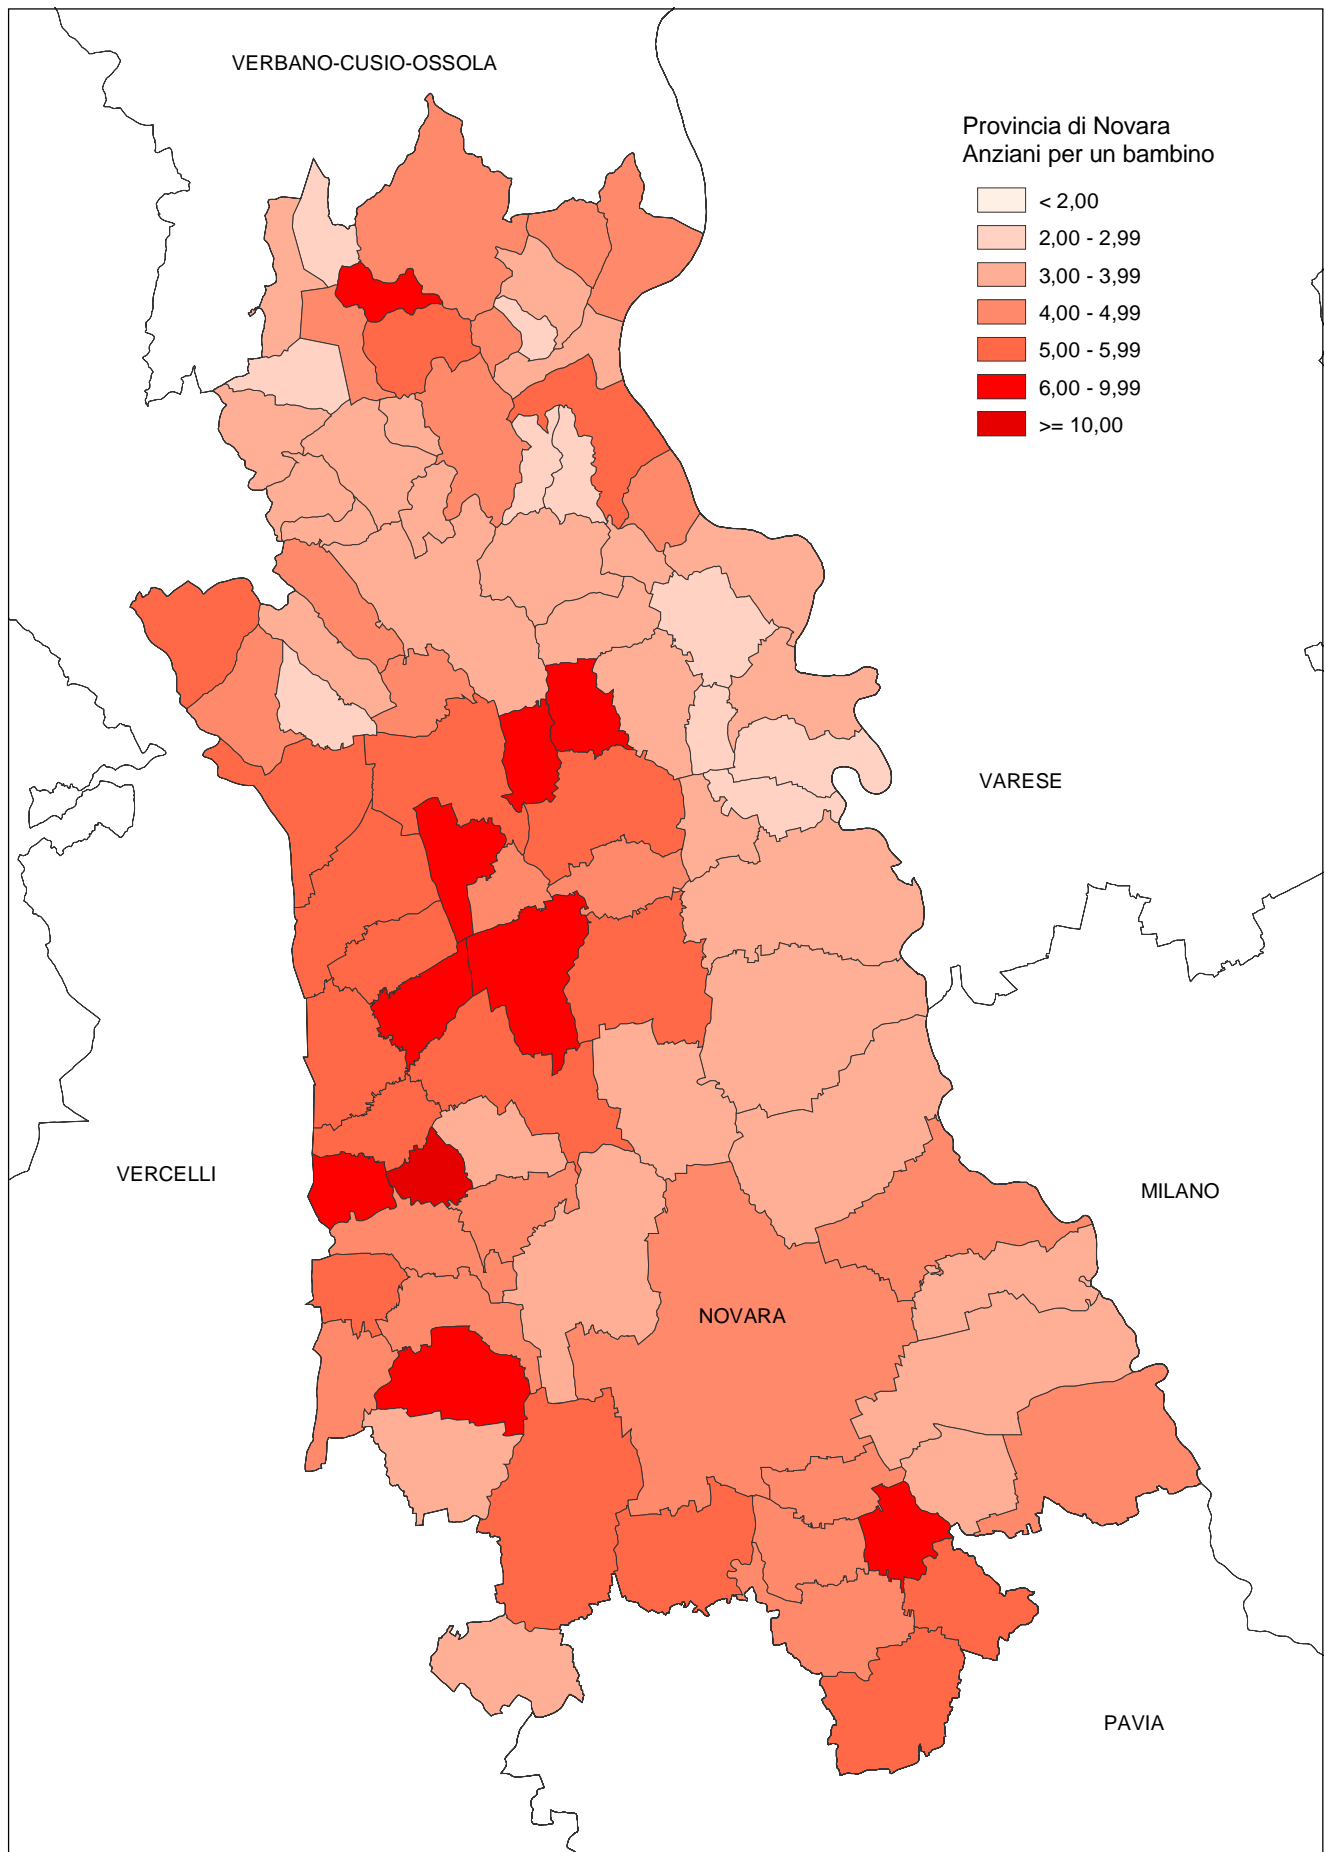 VERBANO-CUSIO-OSSOLA
Provincia di Novara
Anziani per un bambino
< 2,00
2,00 - 2,99
3,00 - 3,99
4,00 - 4,99
5,00 - 5,99
6,00 - 9,99
>= 10,00
VARESE
VERCELLI
MILANO
NOVARA
PAVIA